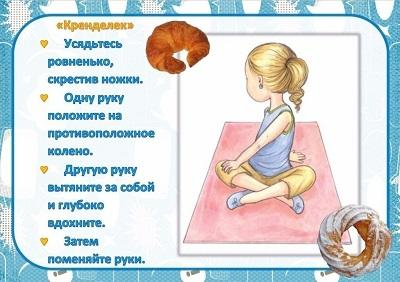 «Кренделек»
Усядьтесь
ровненько,
скрестив ножки.
Одну руку
положите на
противоположное
колено.
Другую руку
вытяните за собой
и глубоко
вдохните.
Затем
поменяйте руки.